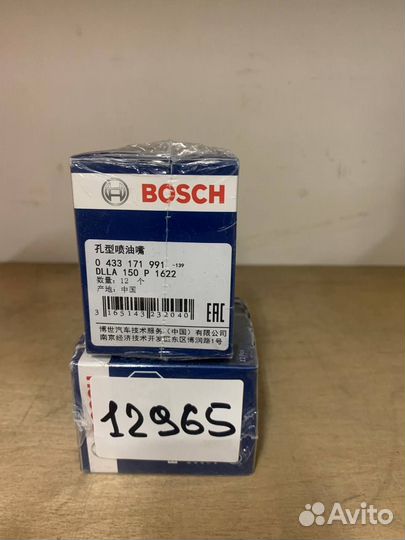 BOSCH
孔型喷油嘴
0 433 171 991 -139
DLLA 150 P 1622
数量: 12 个
产地: 中国
EAC
3 165143 232040
博世汽车技术服务（中国）有限公司
南京经济技术开发区东区博润路1号
12965
Avito